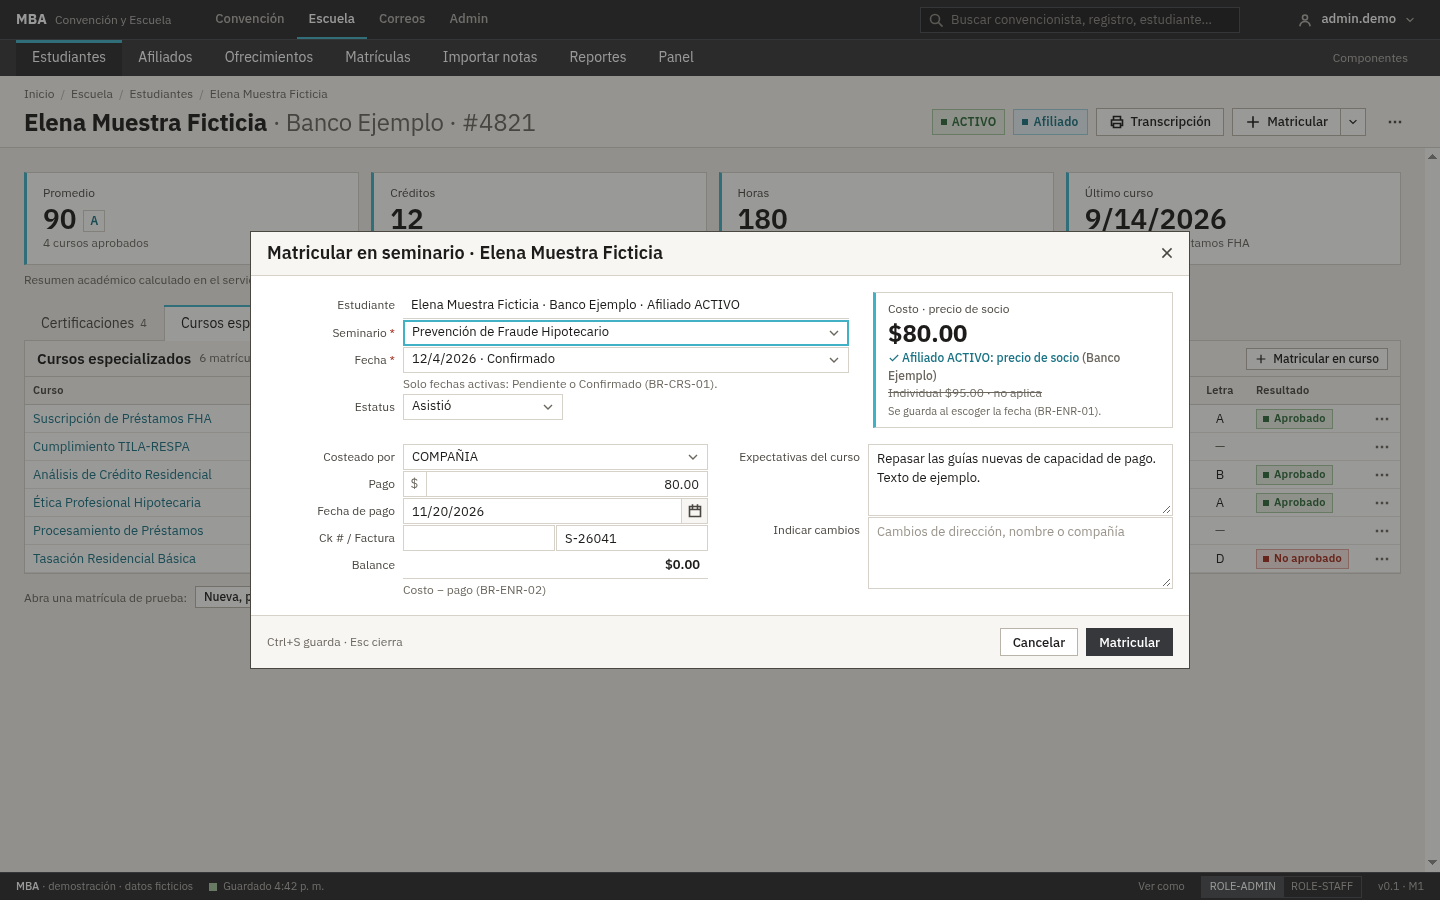 MBA Convención y Escuela Convención Escuela Correos Admin Buscar convencionista, registro, estudiante... admin.demo
Estudiantes Afiliados Ofrecimientos Matrículas Importar notas Reportes Panel Componentes
Inicio / Escuela / Estudiantes / Elena Muestra Ficticia
Elena Muestra Ficticia · Banco Ejemplo · #4821 ACTIVO Afiliado Transcripción Matricular
Promedio Créditos Horas Último curso
90 A 12 180 9/14/2026
4 cursos aprobados tamos FHA
Resumen académico calculado en el servi
Certificaciones 4 Cursos esp
Cursos especializados 6 matrícu Matricular en curso
Curso Letra Resultado
Suscripción de Préstamos FHA A Aprobado
Cumplimiento TILA-RESPA —
Análisis de Crédito Residencial B Aprobado
Ética Profesional Hipotecaria A Aprobado
Procesamiento de Préstamos —
Tasación Residencial Básica D No aprobado
Abra una matrícula de prueba: Nueva, p
Matricular en seminario · Elena Muestra Ficticia
Estudiante Elena Muestra Ficticia · Banco Ejemplo · Afiliado ACTIVO
Seminario * Prevención de Fraude Hipotecario
Fecha * 12/4/2026 · Confirmado
Solo fechas activas: Pendiente o Confirmado (BR-CRS-01).
Estatus Asistió
Costo · precio de socio
$80.00
✓ Afiliado ACTIVO: precio de socio (Banco
Ejemplo)
Individual $95.00 · no aplica
Se guarda al escoger la fecha (BR-ENR-01).
Costeado por COMPAÑIA
Pago $ 80.00
Fecha de pago 11/20/2026
Ck # / Factura S-26041
Balance $0.00
Costo – pago (BR-ENR-02)
Expectativas del curso Repasar las guías nuevas de capacidad de pago.
Texto de ejemplo.
Indicar cambios Cambios de dirección, nombre o compañía
Ctrl+S guarda · Esc cierra Cancelar Matricular
MBA · demostración · datos ficticios Guardado 4:42 p. m. Ver como ROLE-ADMIN ROLE-STAFF v0.1 · M1